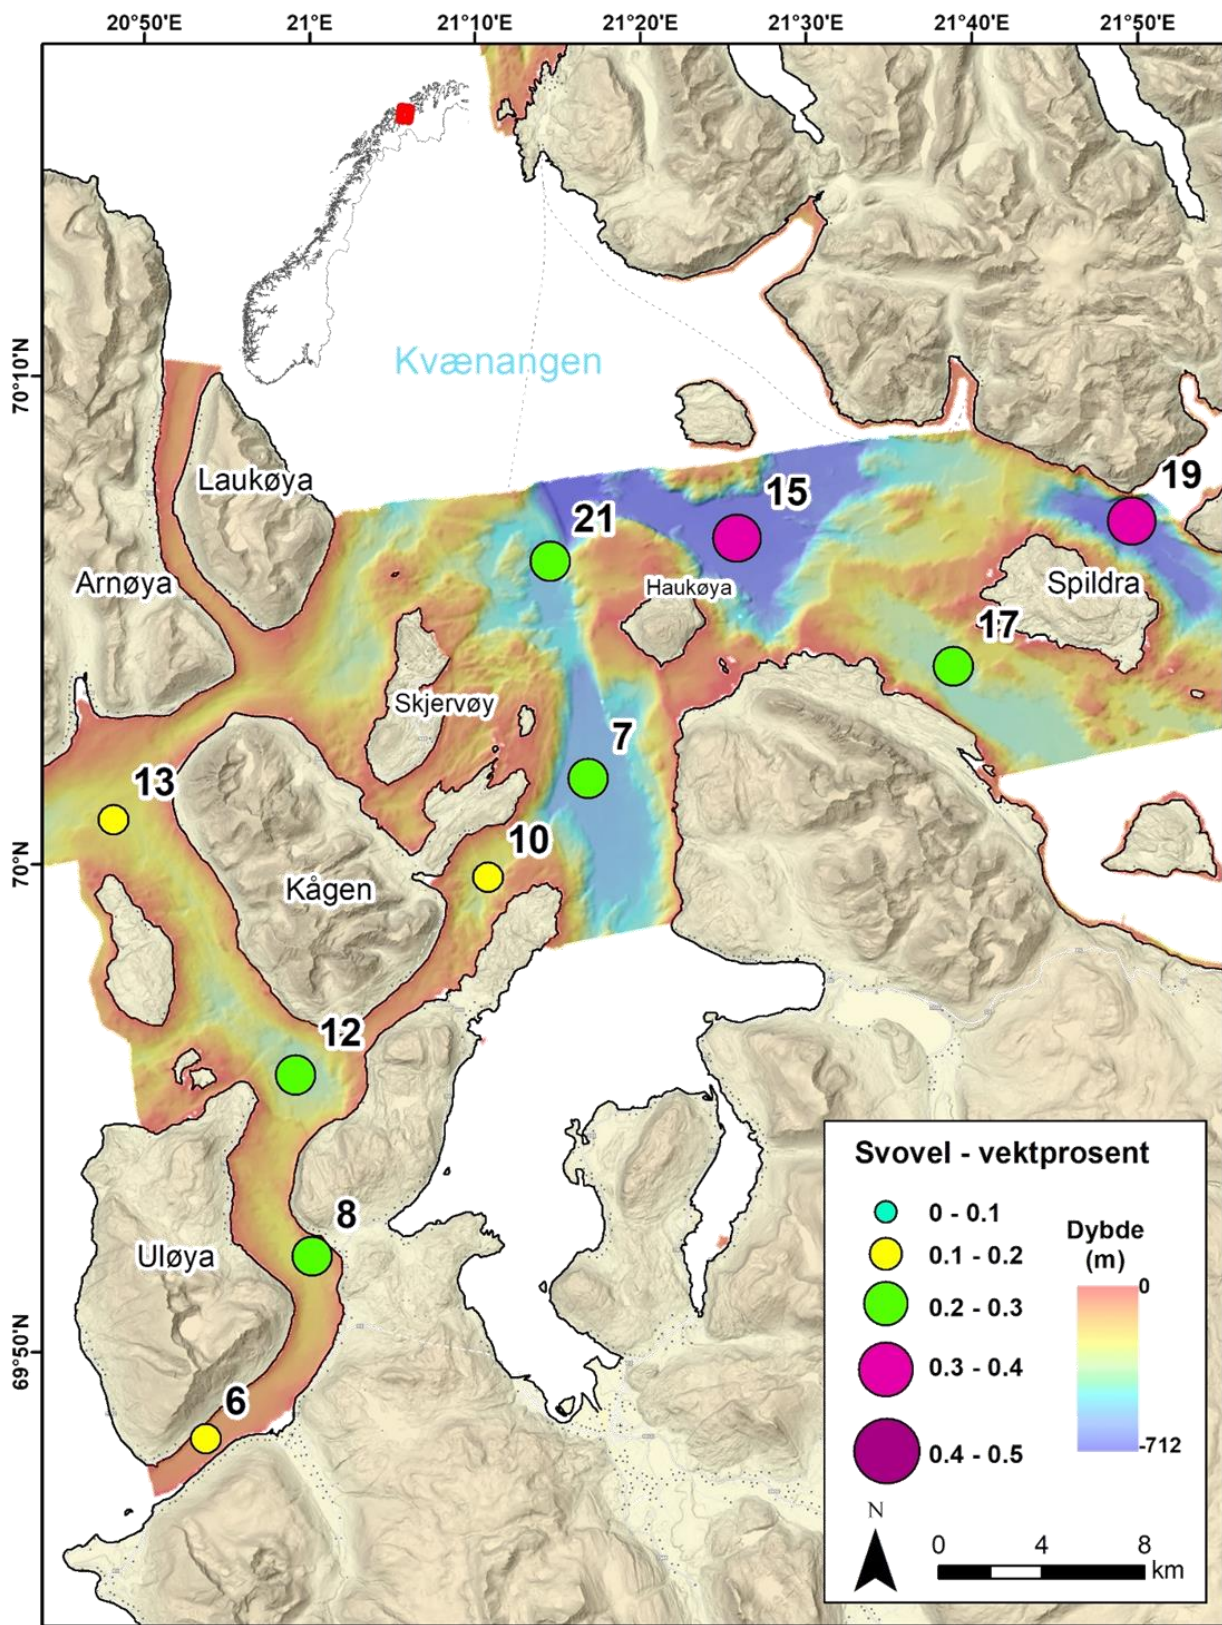 20°50'E 21°E 21°10'E 21°20'E 21°30'E 21°40'E 21°50'E
70°10'N
Kvænangen
Laukøya
15
19
21
Arnøya
Haukøya
Spildra
17
Skjervøy
7
13
10
70°N
Kågen
12
8
Uløya
69°50'N
6
Svovel - vektprosent
0 - 0.1
0.1 - 0.2
0.2 - 0.3
0.3 - 0.4
0.4 - 0.5
Dybde
(m)
0
-712
N
0 4 8
km